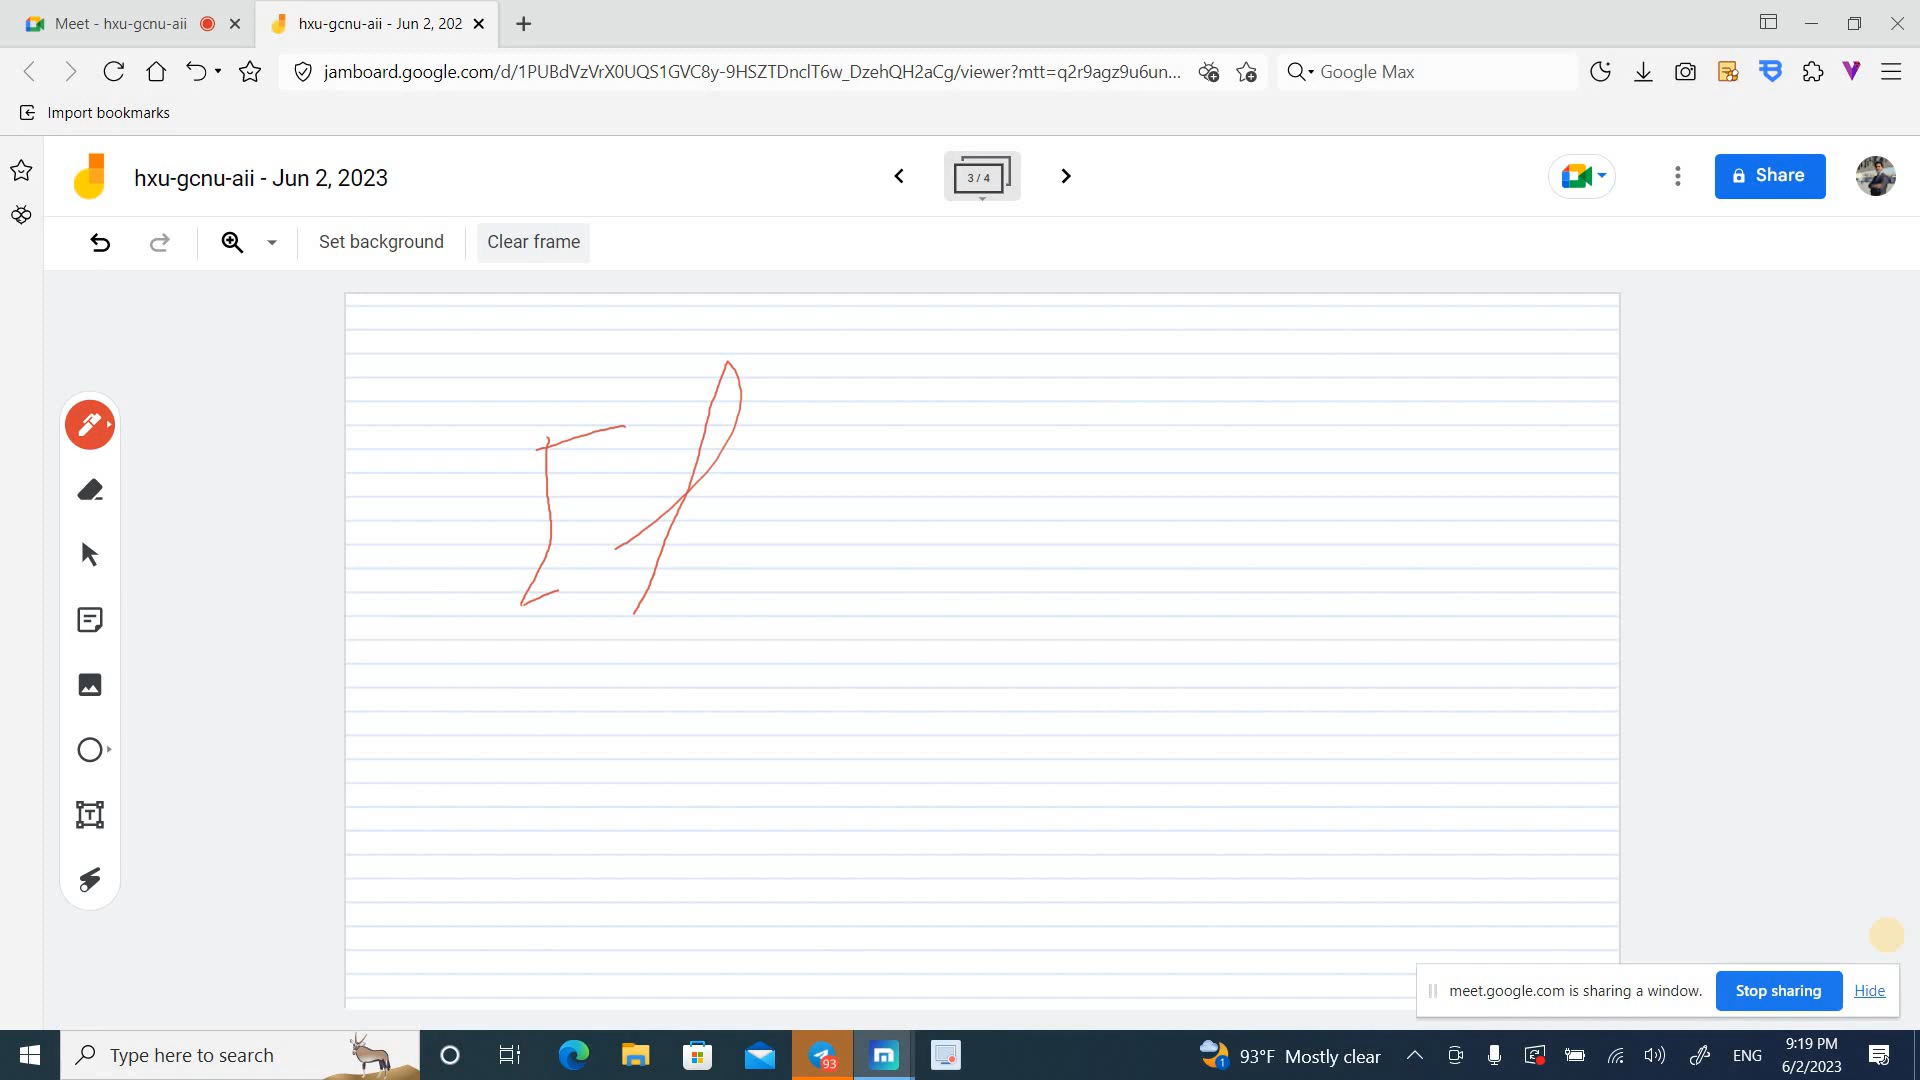 Meet - hxu-gcnu-aii
hxu-gcnu-aii - Jun 2, 202
jamboard.google.com/d/1PUBdVzVrX0UQS1GVC8y-9HSZTDnclT6w_DzehQH2aCg/viewer?mtt=q2r9agz9u6un...
Google Max
Import bookmarks
hxu-gcnu-aii - Jun 2, 2023
3 / 4
Share
Set background
Clear frame
meet.google.com is sharing a window.
Stop sharing
Hide
Type here to search
93
1
93°F Mostly clear
ENG
9:19 PM
6/2/2023